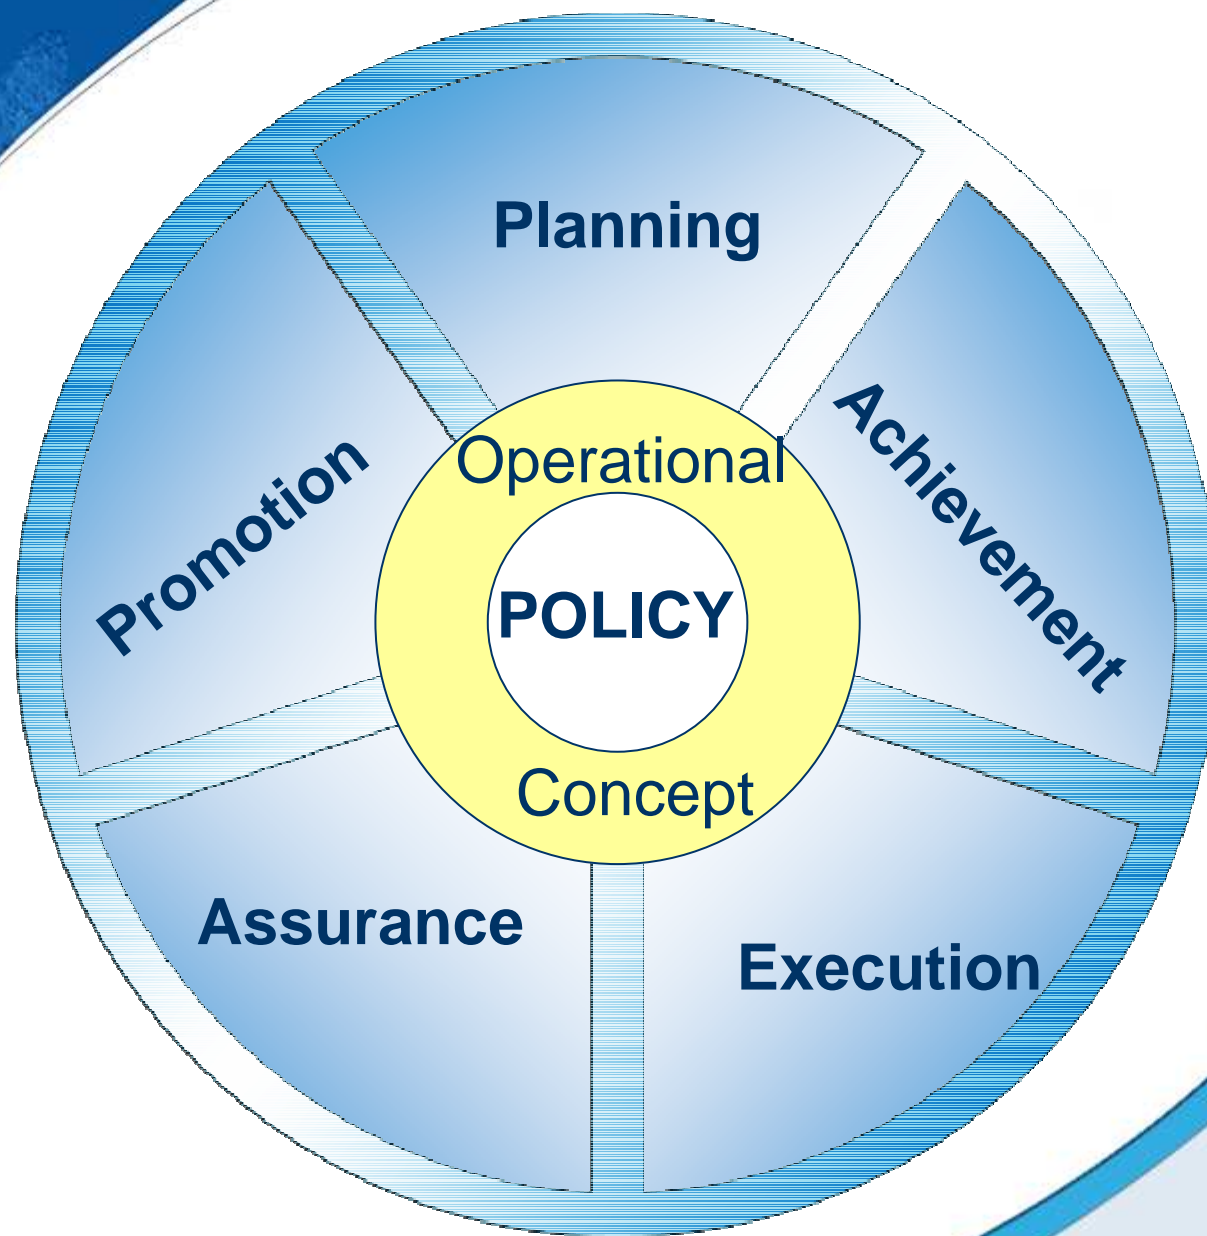 Planning
Achievement
Promotion
Operational
POLICY
Concept
Assurance
Execution